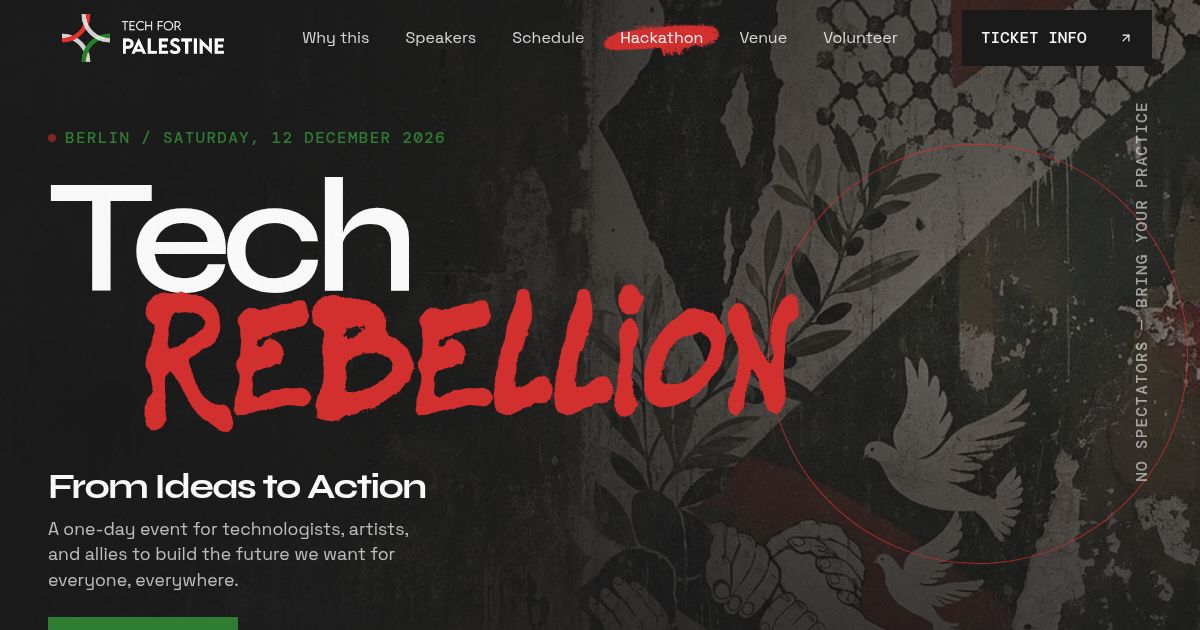 TECH FOR
PALESTINE
Why this
Speakers
Schedule
Hackathon
Venue
Volunteer
TICKET INFO
BERLIN / SATURDAY, 12 DECEMBER 2026
Tech
REBELLiON
From Ideas to Action
A one-day event for technologists, artists,
and allies to build the future we want for
everyone, everywhere.
NO SPECTATORS — BRING YOUR PRACTICE